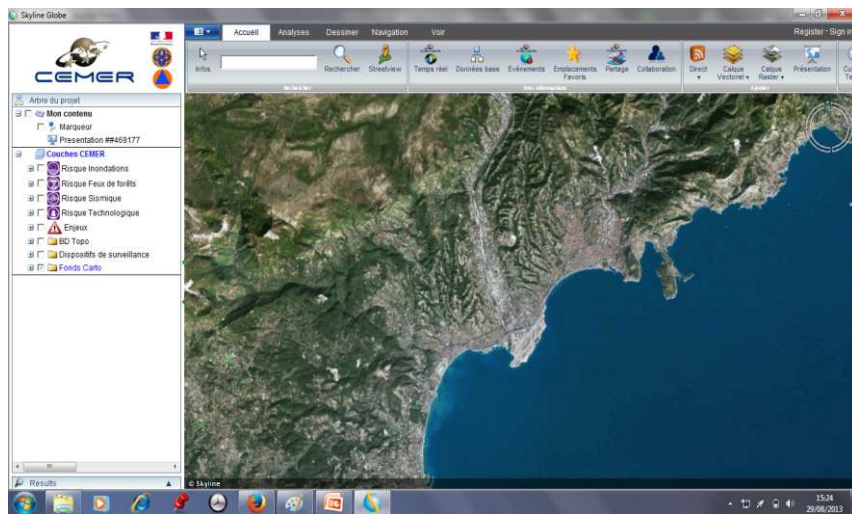 Skyline Globe
Accueil Analyses Dessiner Navigation Voir
Register - Sign in
CEMER
Infos Rechercher Streetview Temps réel Données base Evènements Emplacements Favoris Partage Collaboration Direct Calque Vectoriel Calque Raster Présentation
Rechercher
Ajouter
Arbre du projet
Mon contenu
Marqueur
Presentation ##469177
Couches CEMER
Risque Inondations
Risque Feux de forêts
Risque Sismique
Risque Technologique
Enjeux
BD Topo
Dispositifs de surveillance
Fonds Carto
Results
© Skyline
15:24
29/08/2013